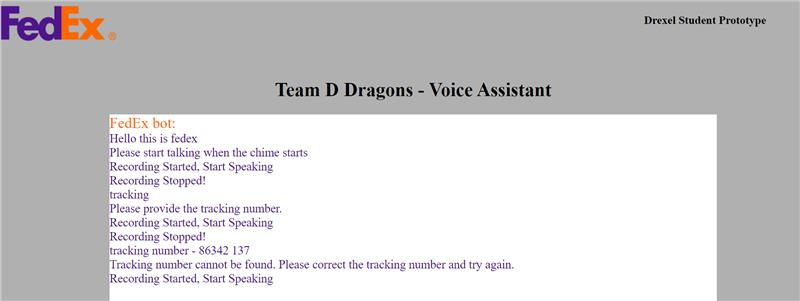 FedEx®
Drexel Student Prototype
Team D Dragons - Voice Assistant
FedEx bot:
Hello this is fedex
Please start talking when the chime starts
Recording Started, Start Speaking
Recording Stopped!
tracking
Please provide the tracking number.
Recording Started, Start Speaking
Recording Stopped!
tracking number - 86342 137
Tracking number cannot be found. Please correct the tracking number and try again.
Recording Started, Start Speaking